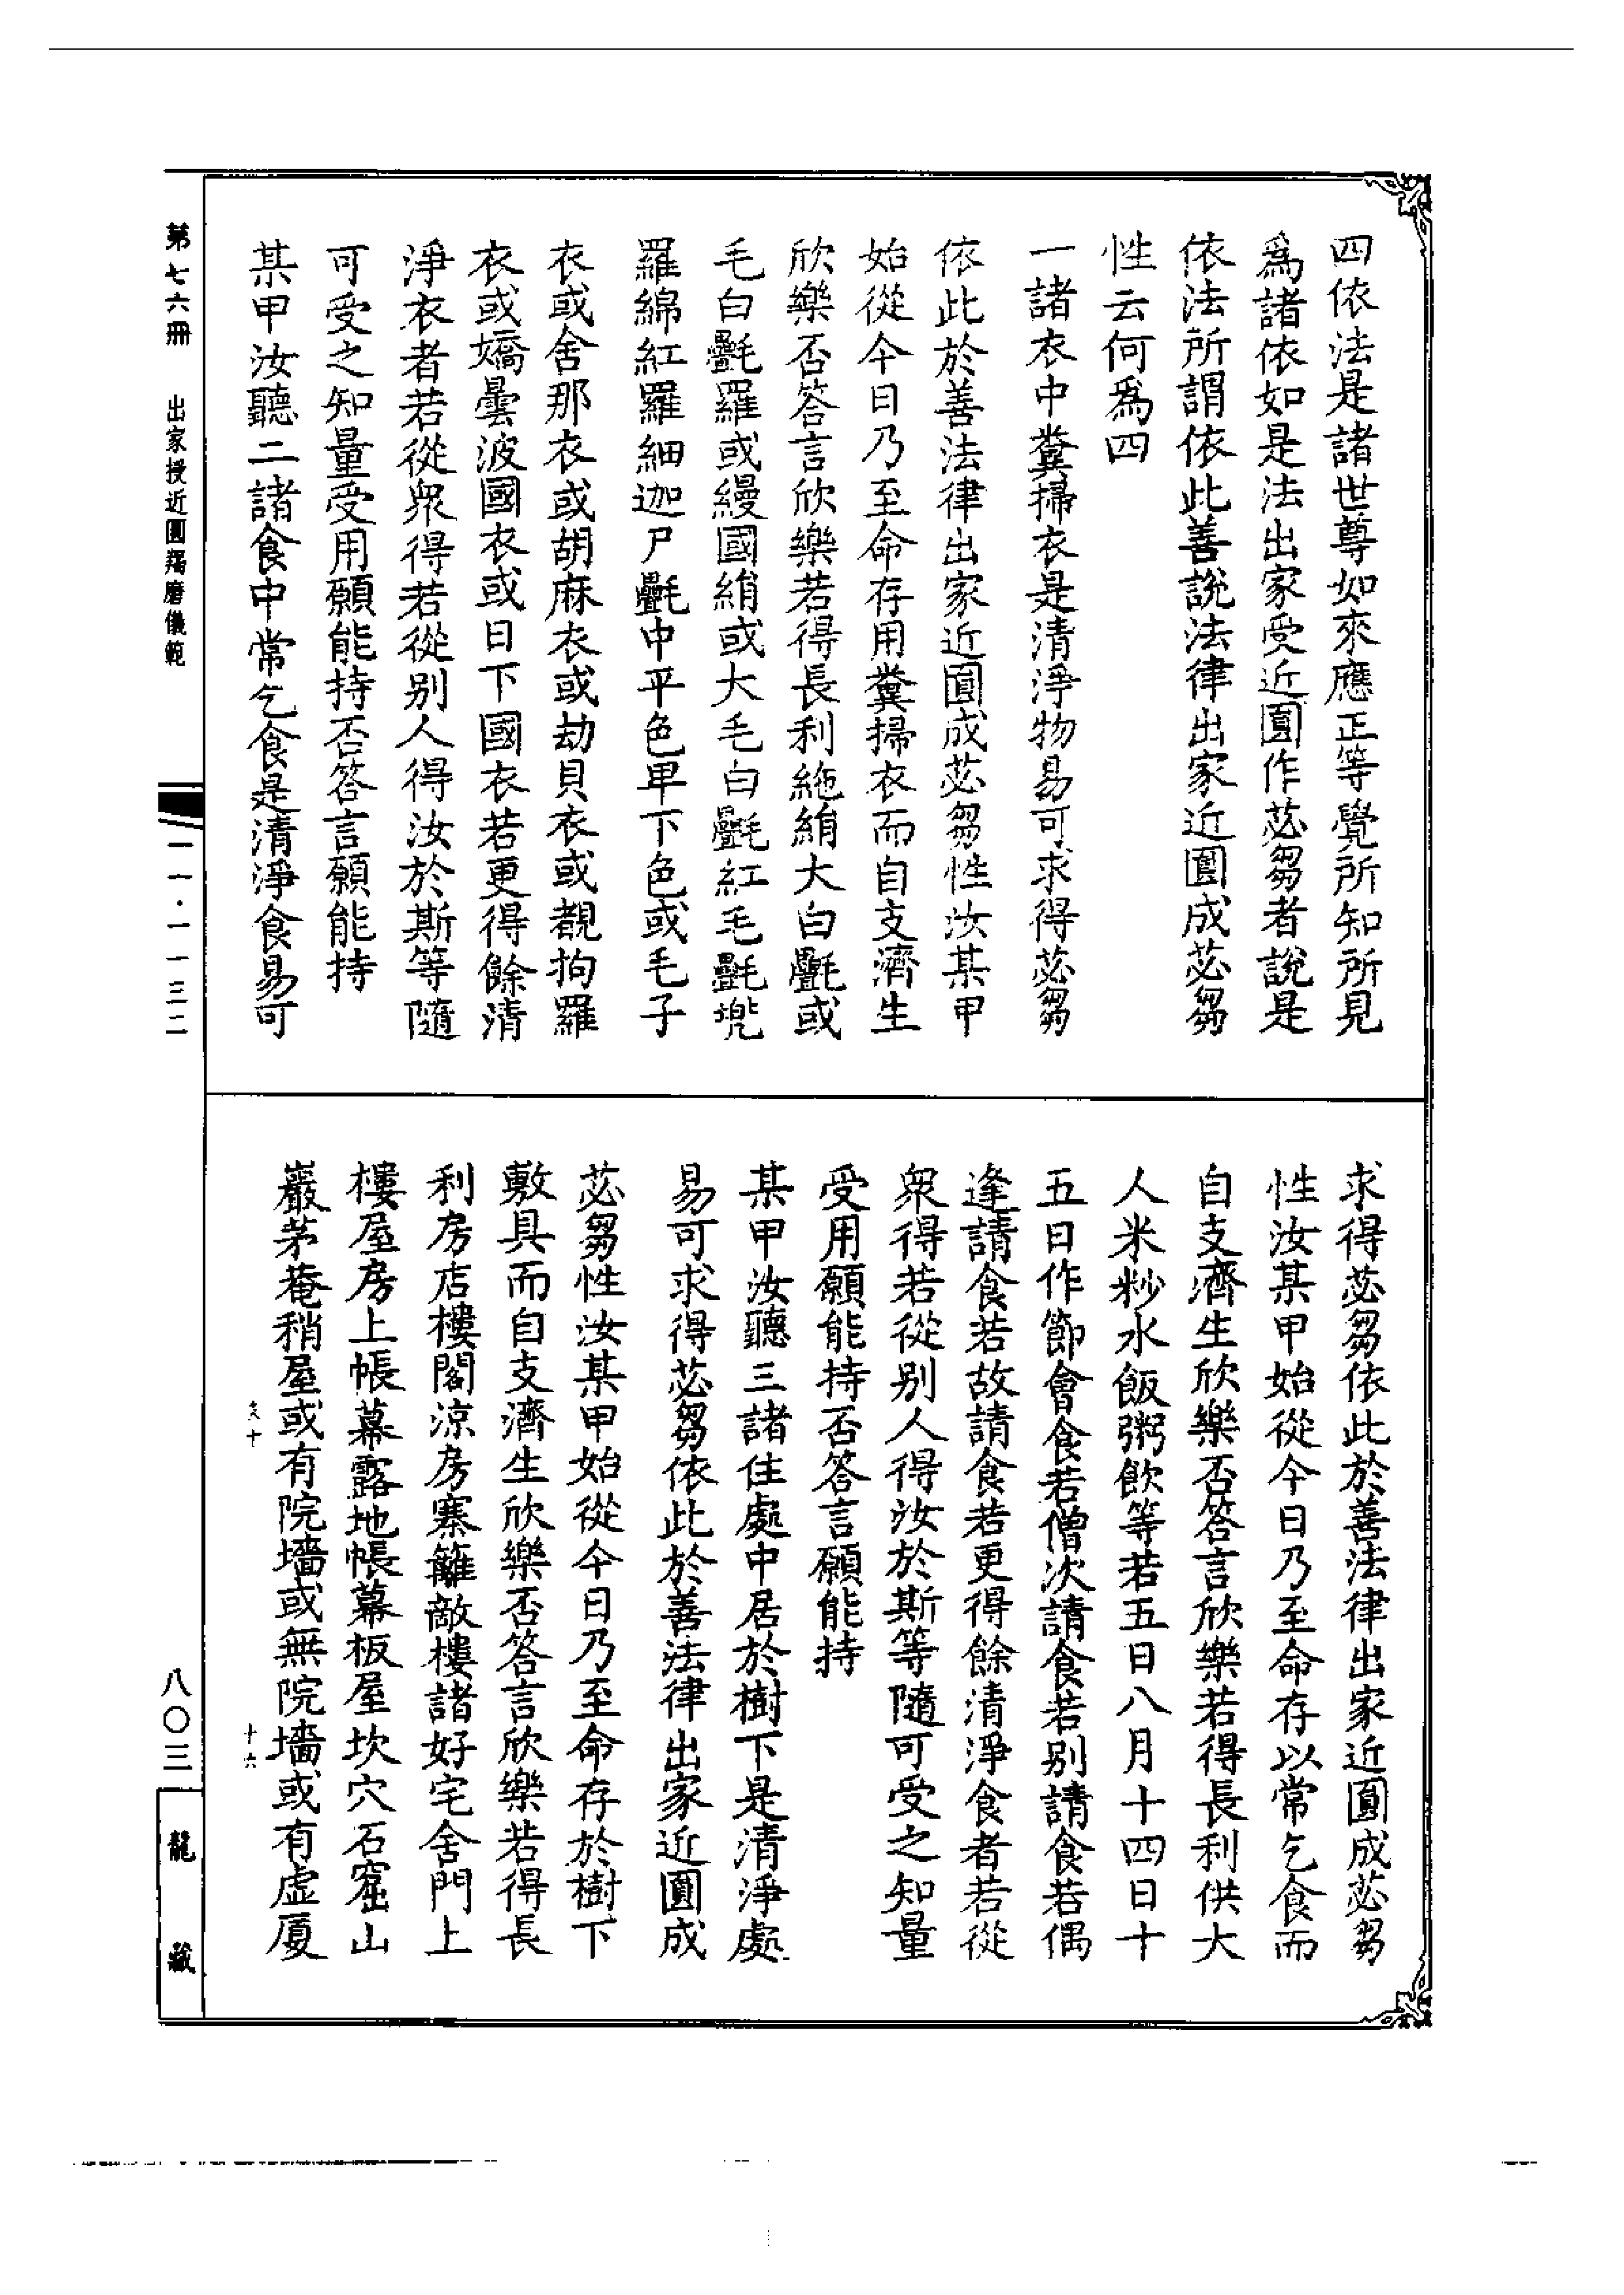 四依法是諸世尊如來應正等覺所知所見
爲諸依如是法出家受近圓作苾芻者說是
依法所謂依此善說法律出家近圓成苾芻
性云何爲四
一諸衣中糞掃衣是清淨物易可求得苾芻
依此於善法律出家近圓成苾芻性汝某甲
始從今日乃至命存用糞掃衣而自支濟生
欣樂否答言欣樂若得長利絁絹大白㲲或
毛白㲲羅或縵國絹或大毛白㲲紅毛㲲兠
羅綿紅羅細迦尸㲲中平色甲下色或毛子
衣或舍那衣或胡麻衣或劫貝衣或覩拘羅
衣或嬌曇波國衣或日下國衣若更得餘清
淨衣者若從衆得若從別人得汝於斯等隨
可受之知量受用願能持否答言願能持
某甲汝聽二諸食中常乞食是清淨食易可
求得苾芻依此於善法律出家近圓成苾芻
性汝某甲始從今日乃至命存以常乞食而
自支濟生欣樂否答言欣樂若得長利供大
人米粆水飯粥飲等若五日八月十四日十
五日作節會食若僧次請食若別請食若偶
逢請食若故請食若更得餘清淨食者若從
衆得若從別人得汝於斯等隨可受之知量
受用願能持否答言願能持
某甲汝聽三諸住處中居於樹下是清淨處
易可求得苾芻依此於善法律出家近圓成
苾芻性汝某甲始從今日乃至命存於樹下
敷具而自支濟生欣樂否答言欣樂若得長
利房店樓閣涼房寨籬敵樓諸好宅舍門上
樓屋房上帳幕露地帳幕板屋坎穴石窟山
巖茅菴稍屋或有院墻或無院墻或有虛厦
十六
第七六冊 出家授近圓羯磨儀範
一一·一一三二
八〇三
龍藏